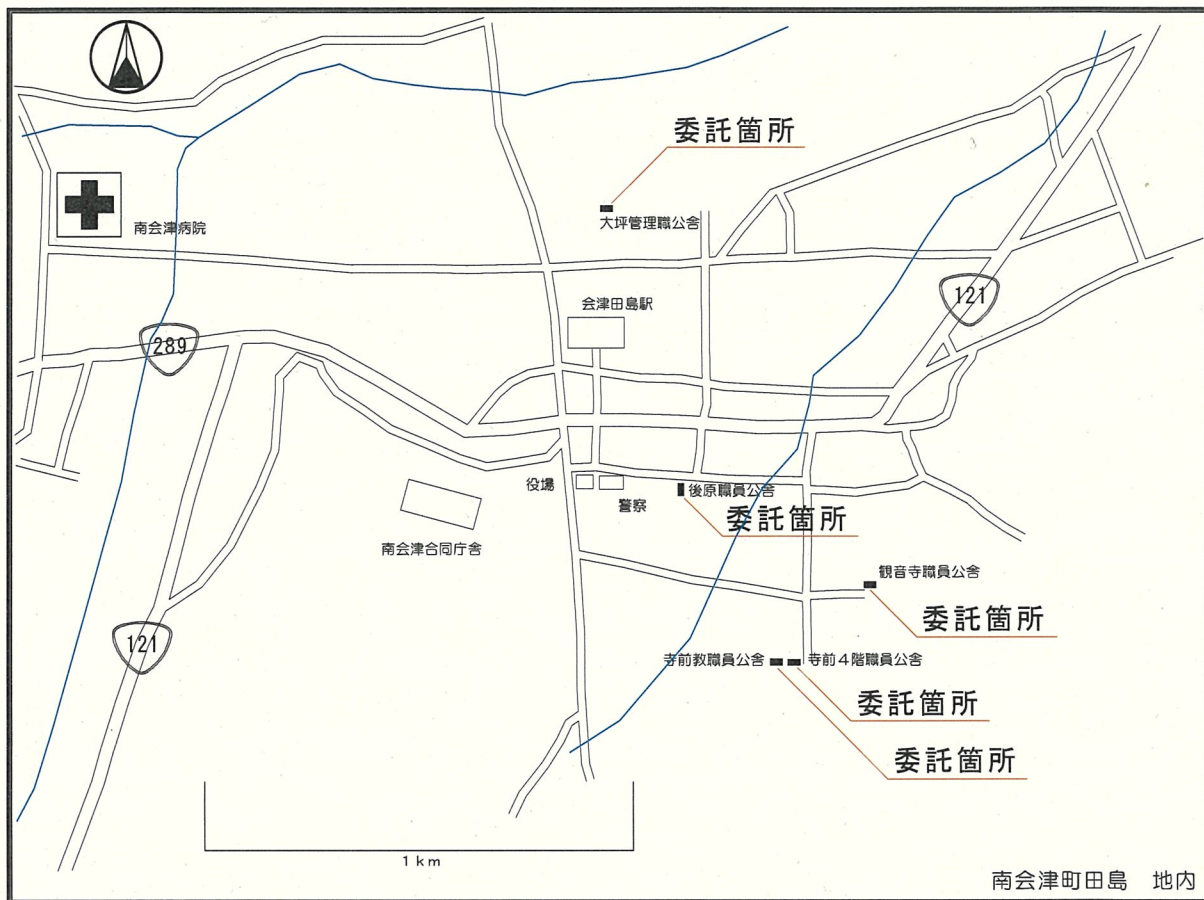 委託箇所
大坪管理職公舎
南会津病院
121
会津田島駅
289
役場
後原職員公舎
警察
委託箇所
南会津合同庁舎
観音寺職員公舎
委託箇所
121
寺前教職員公舎
寺前4階職員公舎
委託箇所
委託箇所
1km
南会津町田島 地内